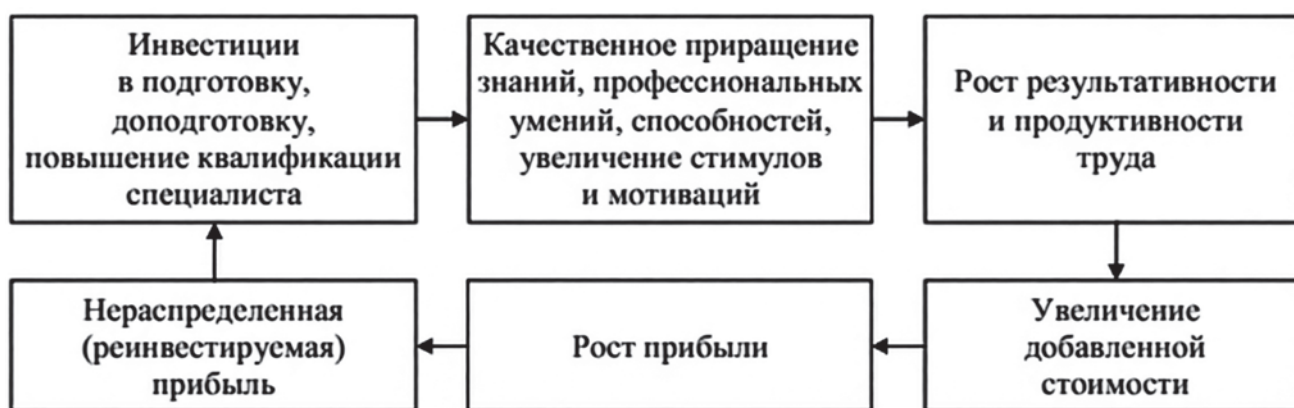 Инвестиции
в подготовку,
доподготовку,
повышение квалификации
специалиста
Качественное приращение
знаний, профессиональных
умений, способностей,
увеличение стимулов
и мотиваций
Рост результативности
и продуктивности
труда
Нераспределенная
(реинвестируемая)
прибыль
Рост прибыли
Увеличение
добавленной
стоимости